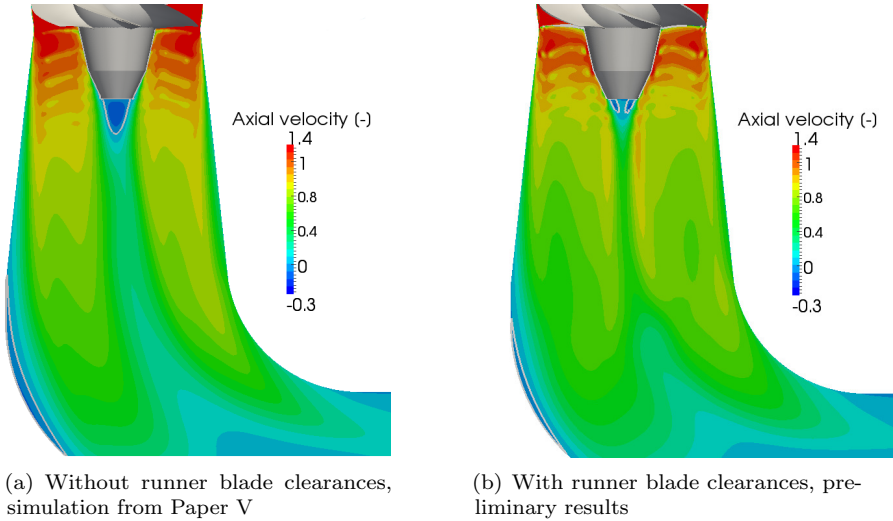 Axial velocity [-]
1.4
1
0.8
0.4
0
-0.3
Axial velocity [-]
1.4
1
0.8
0.4
0
-0.3
(a) Without runner blade clearances,
simulation from Paper V
(b) With runner blade clearances, pre-
liminary results